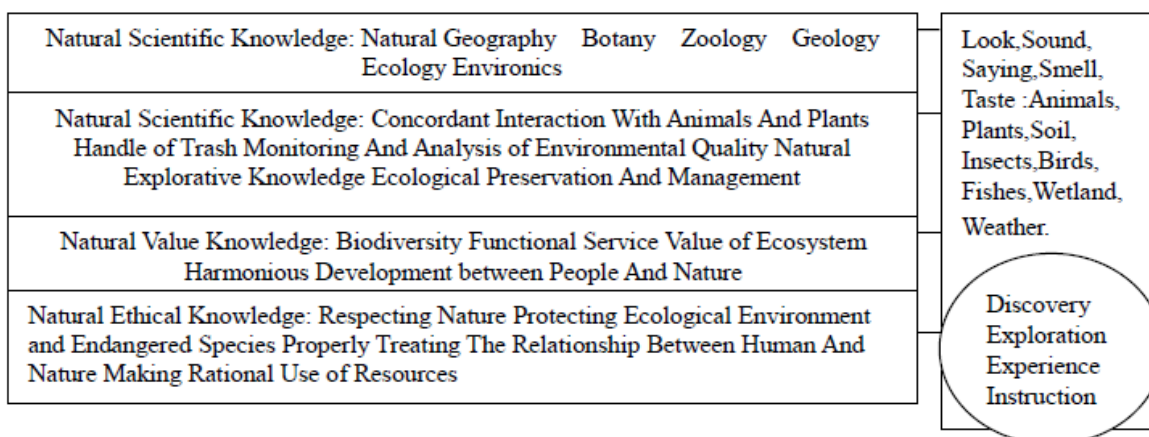 Natural Scientific Knowledge: Natural Geography Botany Zoology Geology
Ecology Environics
Natural Scientific Knowledge: Concordant Interaction With Animals And Plants
Handle of Trash Monitoring And Analysis of Environmental Quality Natural
Explorative Knowledge Ecological Preservation And Management
Natural Value Knowledge: Biodiversity Functional Service Value of Ecosystem
Harmonious Development between People And Nature
Natural Ethical Knowledge: Respecting Nature Protecting Ecological Environment
and Endangered Species Properly Treating The Relationship Between Human And
Nature Making Rational Use of Resources
Look,Sound,
Saying,Smell,
Taste :Animals,
Plants,Soil,
Insects,Birds,
Fishes,Wetland,
Weather.
Discovery
Exploration
Experience
Instruction